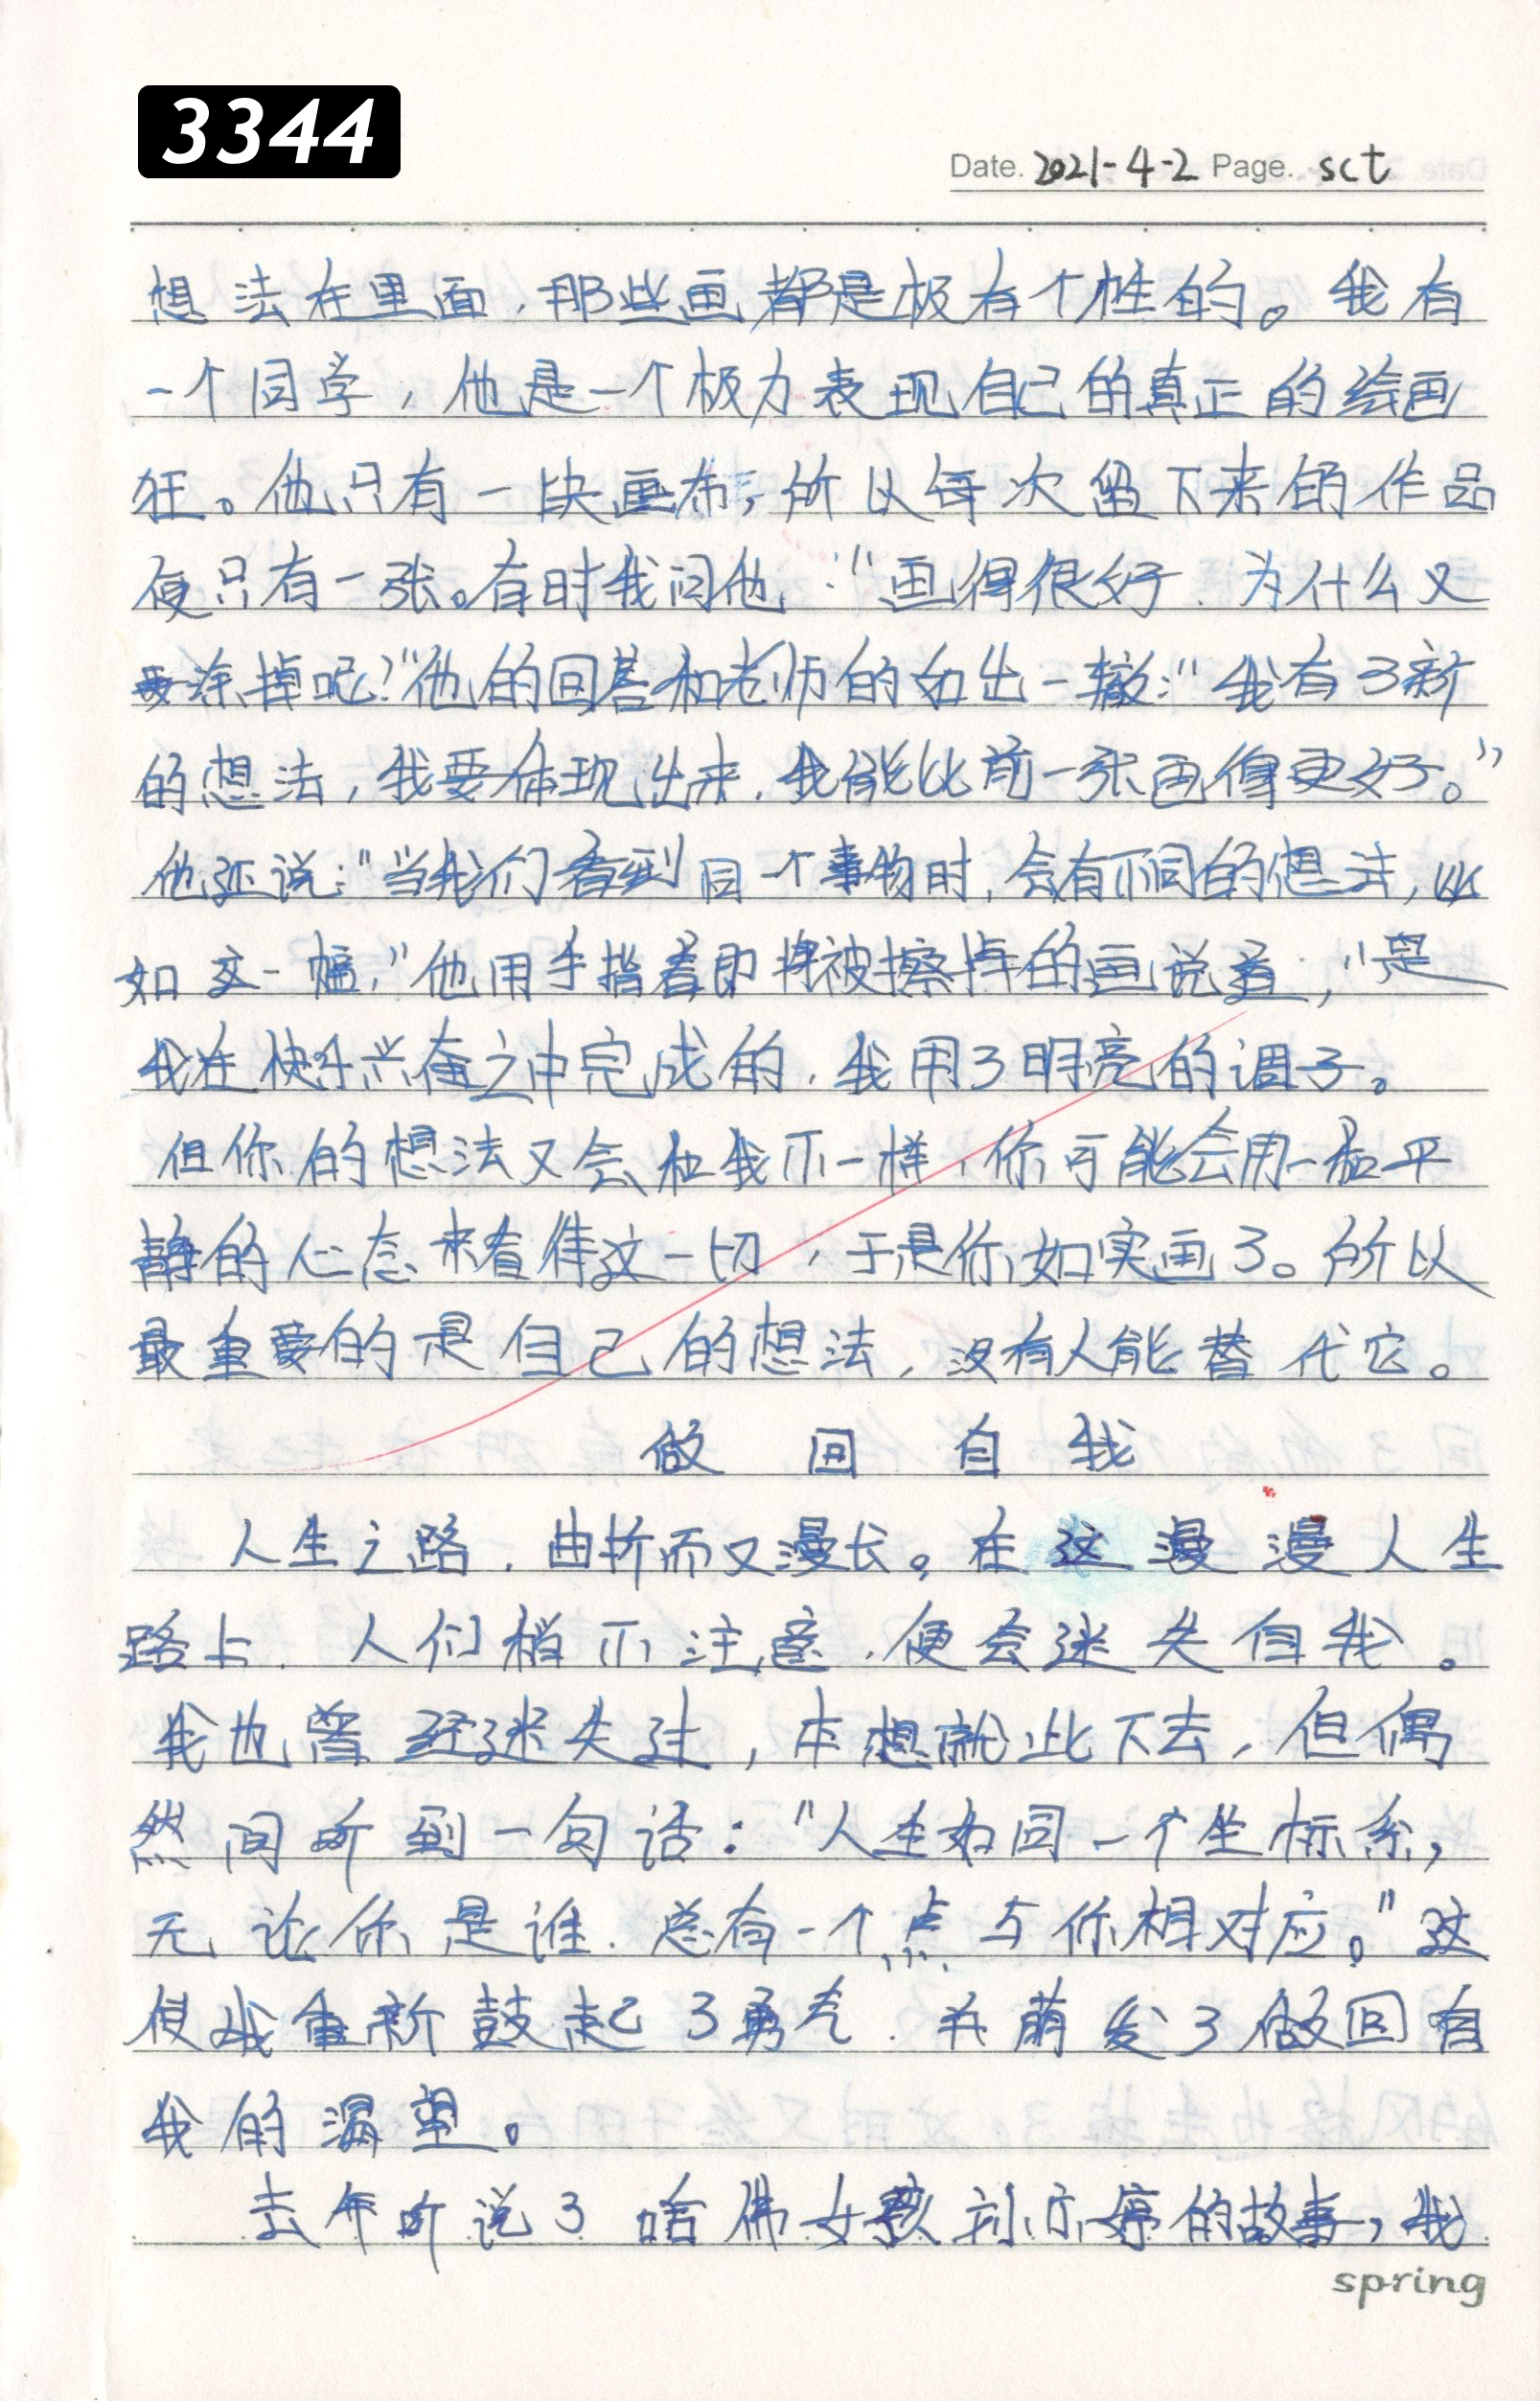 3344
Date. 2021-4-2 Page. sct
想法在里面，那些画都是极有个性的。我有
一个同学，他是一个极力表现自己的真正的绘画
狂。他只有一块画布，所以每次留下来的作品
便只有一张。有时我问他：“画得很好，为什么又
要涂掉呢？”他的回答和老师的如出一辙：“我有了新
的想法，我要体现出来，我能比前一张画得更好。”
他还说：“当我们看到同一个事物时，会有不同的想法，比
如这一幅，”他用手指着即将被擦掉的画说道，“是
我在快乐兴奋之中完成的，我用了明亮的调子。
但你的想法又会和我不一样，你可能会用一种平
静的心态来看待这一切，于是你如实画了。所以
最重要的是自己的想法，没有人能替代它。
做回自我
人生之路，曲折而又漫长。在这漫漫人生
路上，人们稍不注意，便会迷失自我。
我也曾经迷失过，本想就此下去，但偶
然间听到一句话：“人生如同一个坐标系，
无论你是谁，总有一个点与你相对应。”这
使我重新鼓起了勇气，并萌发了做回自
我的渴望。
去年听说了哈佛女孩刘亦婷的故事，我
spring